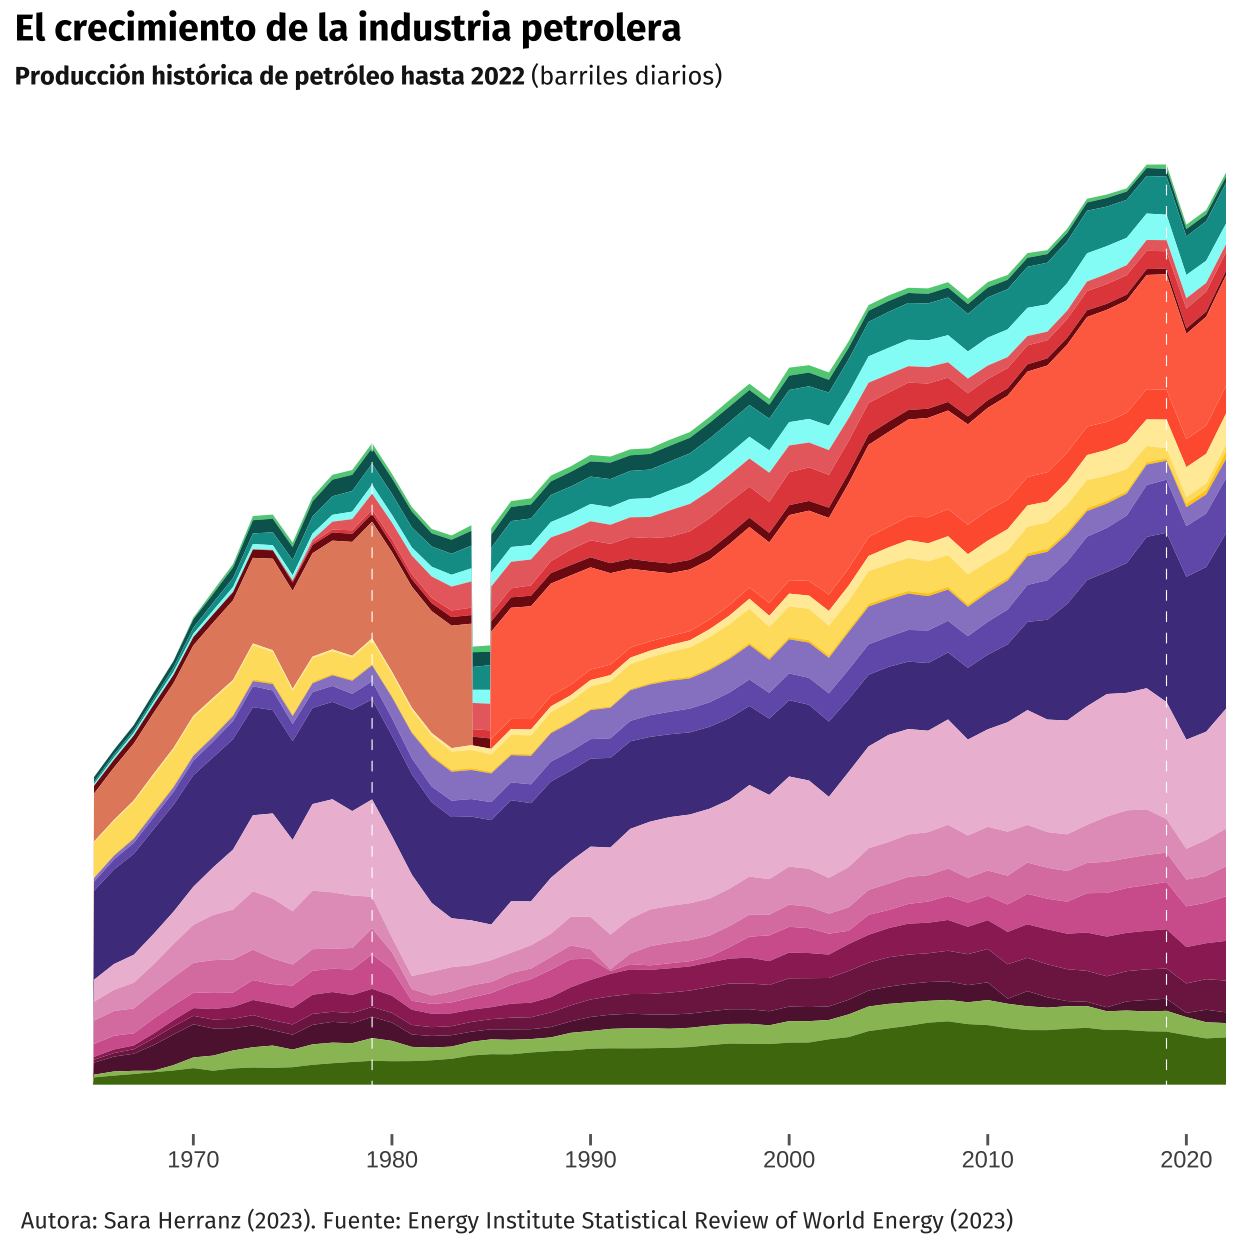 El crecimiento de la industria petrolera
Producción histórica de petróleo hasta 2022 (barriles diarios)
1970 1980 1990 2000 2010 2020
Autora: Sara Herranz (2023). Fuente: Energy Institute Statistical Review of World Energy (2023)